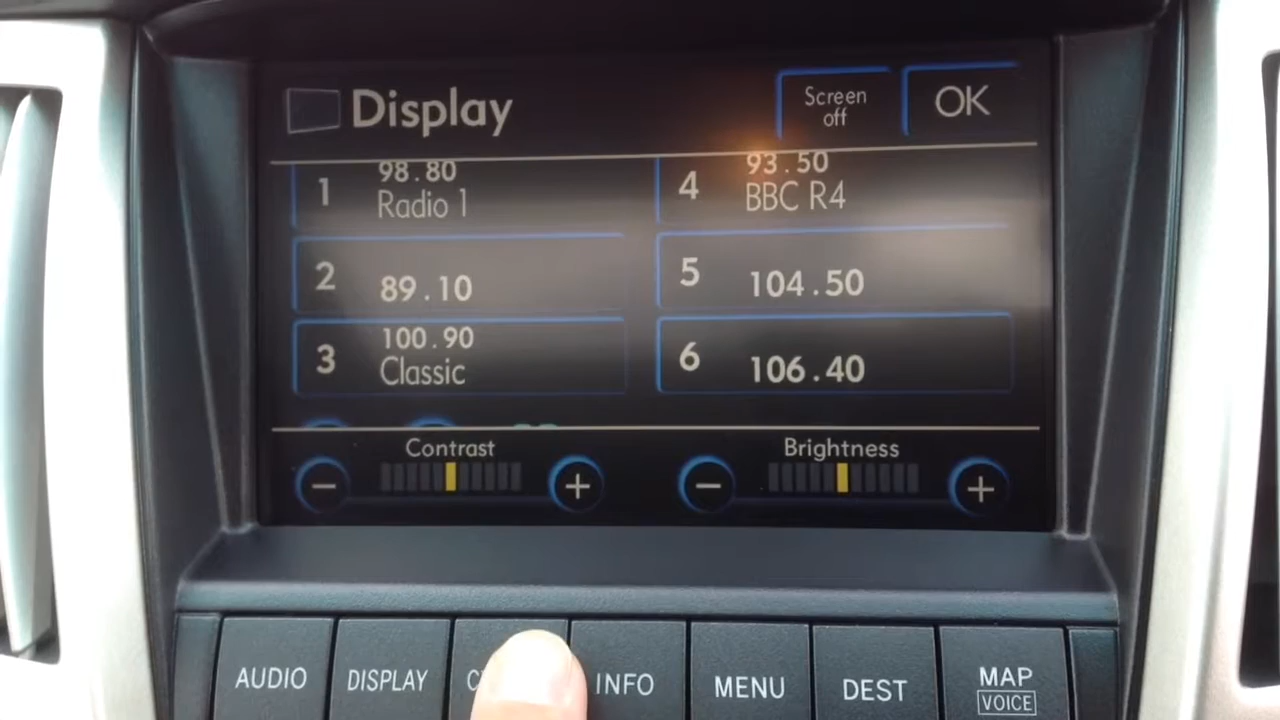 Display
Screen
off
OK
1
98.80
Radio 1
4
93.50
BBC R4
2
89.10
5
104.50
3
100.90
Classic
6
106.40
Contrast
Brightness
−
+
−
+
AUDIO
DISPLAY
INFO
MENU
DEST
MAP
VOICE